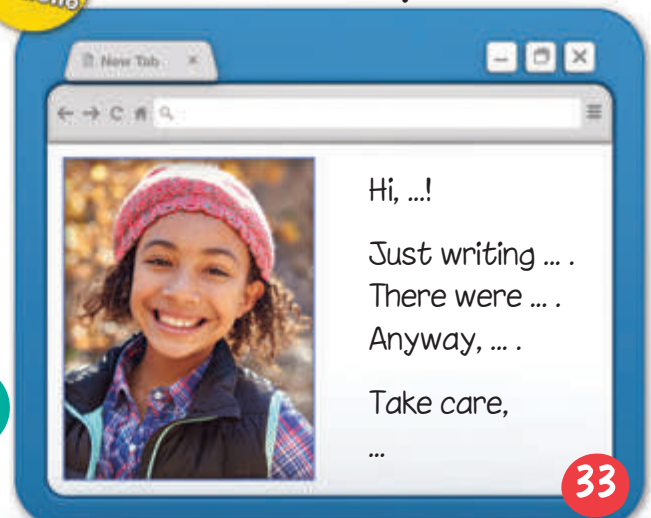 New Tab
Hi, ...!
Just writing ... .
There were ... .
Anyway, ... .
Take care,
...
33